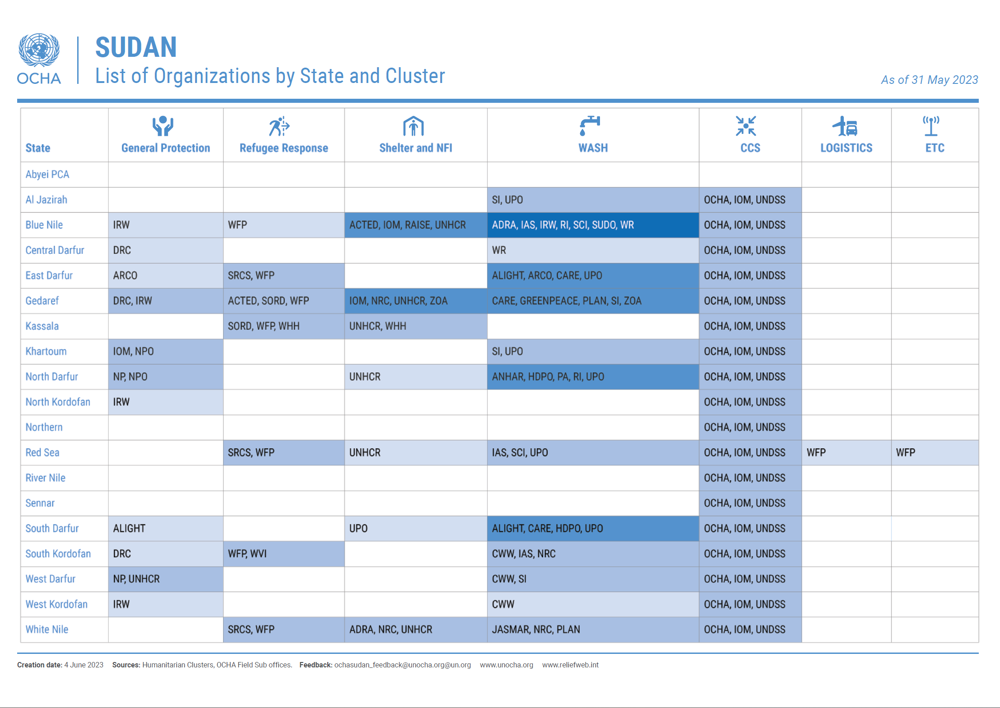 OCHA
SUDAN
List of Organizations by State and Cluster
As of 31 May 2023
State General Protection Refugee Response Shelter and NFI WASH CCS LOGISTICS ETC
Abyei PCA
Al Jazirah SI, UPO OCHA, IOM, UNDSS
Blue Nile IRW WFP ACTED, IOM, RAISE, UNHCR ADRA, IAS, IRW, RI, SCI, SUDO, WR OCHA, IOM, UNDSS
Central Darfur DRC WR OCHA, IOM, UNDSS
East Darfur ARCO SRCS, WFP ALIGHT, ARCO, CARE, UPO OCHA, IOM, UNDSS
Gedaref DRC, IRW ACTED, SORD, WFP IOM, NRC, UNHCR, ZOA CARE, GREENPEACE, PLAN, SI, ZOA OCHA, IOM, UNDSS
Kassala SORD, WFP, WHH UNHCR, WHH OCHA, IOM, UNDSS
Khartoum IOM, NPO SI, UPO OCHA, IOM, UNDSS
North Darfur NP, NPO UNHCR ANHAR, HDPO, PA, RI, UPO OCHA, IOM, UNDSS
North Kordofan IRW OCHA, IOM, UNDSS
Northern OCHA, IOM, UNDSS
Red Sea SRCS, WFP UNHCR IAS, SCI, UPO OCHA, IOM, UNDSS WFP WFP
River Nile OCHA, IOM, UNDSS
Sennar OCHA, IOM, UNDSS
South Darfur ALIGHT UPO ALIGHT, CARE, HDPO, UPO OCHA, IOM, UNDSS
South Kordofan DRC WFP, WVI CWW, IAS, NRC OCHA, IOM, UNDSS
West Darfur NP, UNHCR CWW, SI OCHA, IOM, UNDSS
West Kordofan IRW CWW OCHA, IOM, UNDSS
White Nile SRCS, WFP ADRA, NRC, UNHCR JASMAR, NRC, PLAN OCHA, IOM, UNDSS
Creation date: 4 June 2023 Sources: Humanitarian Clusters, OCHA Field Sub offices. Feedback: ochasudan_feedback@unocha.org@un.org www.unocha.org www.reliefweb.int